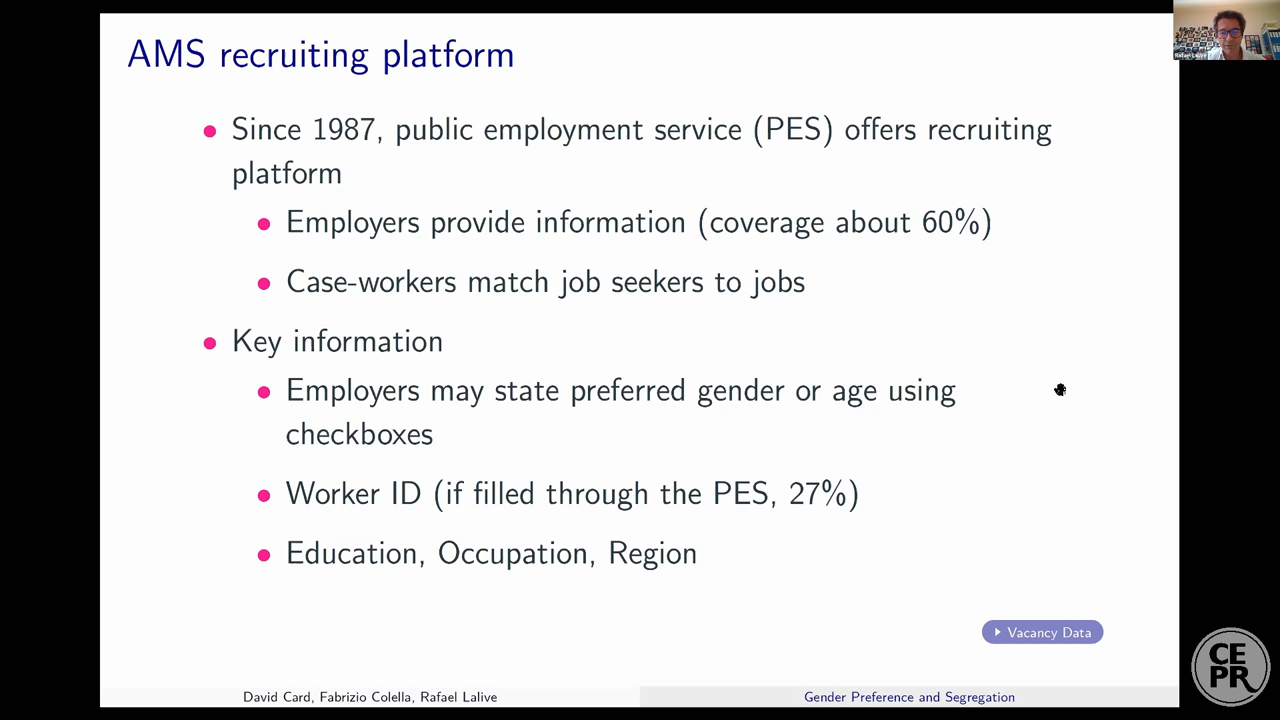 AMS recruiting platform
Since 1987, public employment service (PES) offers recruiting
platform
Employers provide information (coverage about 60%)
Case-workers match job seekers to jobs
Key information
Employers may state preferred gender or age using
checkboxes
Worker ID (if filled through the PES, 27%)
Education, Occupation, Region
Vacancy Data
David Card, Fabrizio Colella, Rafael Lalive
Gender Preference and Segregation
Rafael Lalive
CE
PR